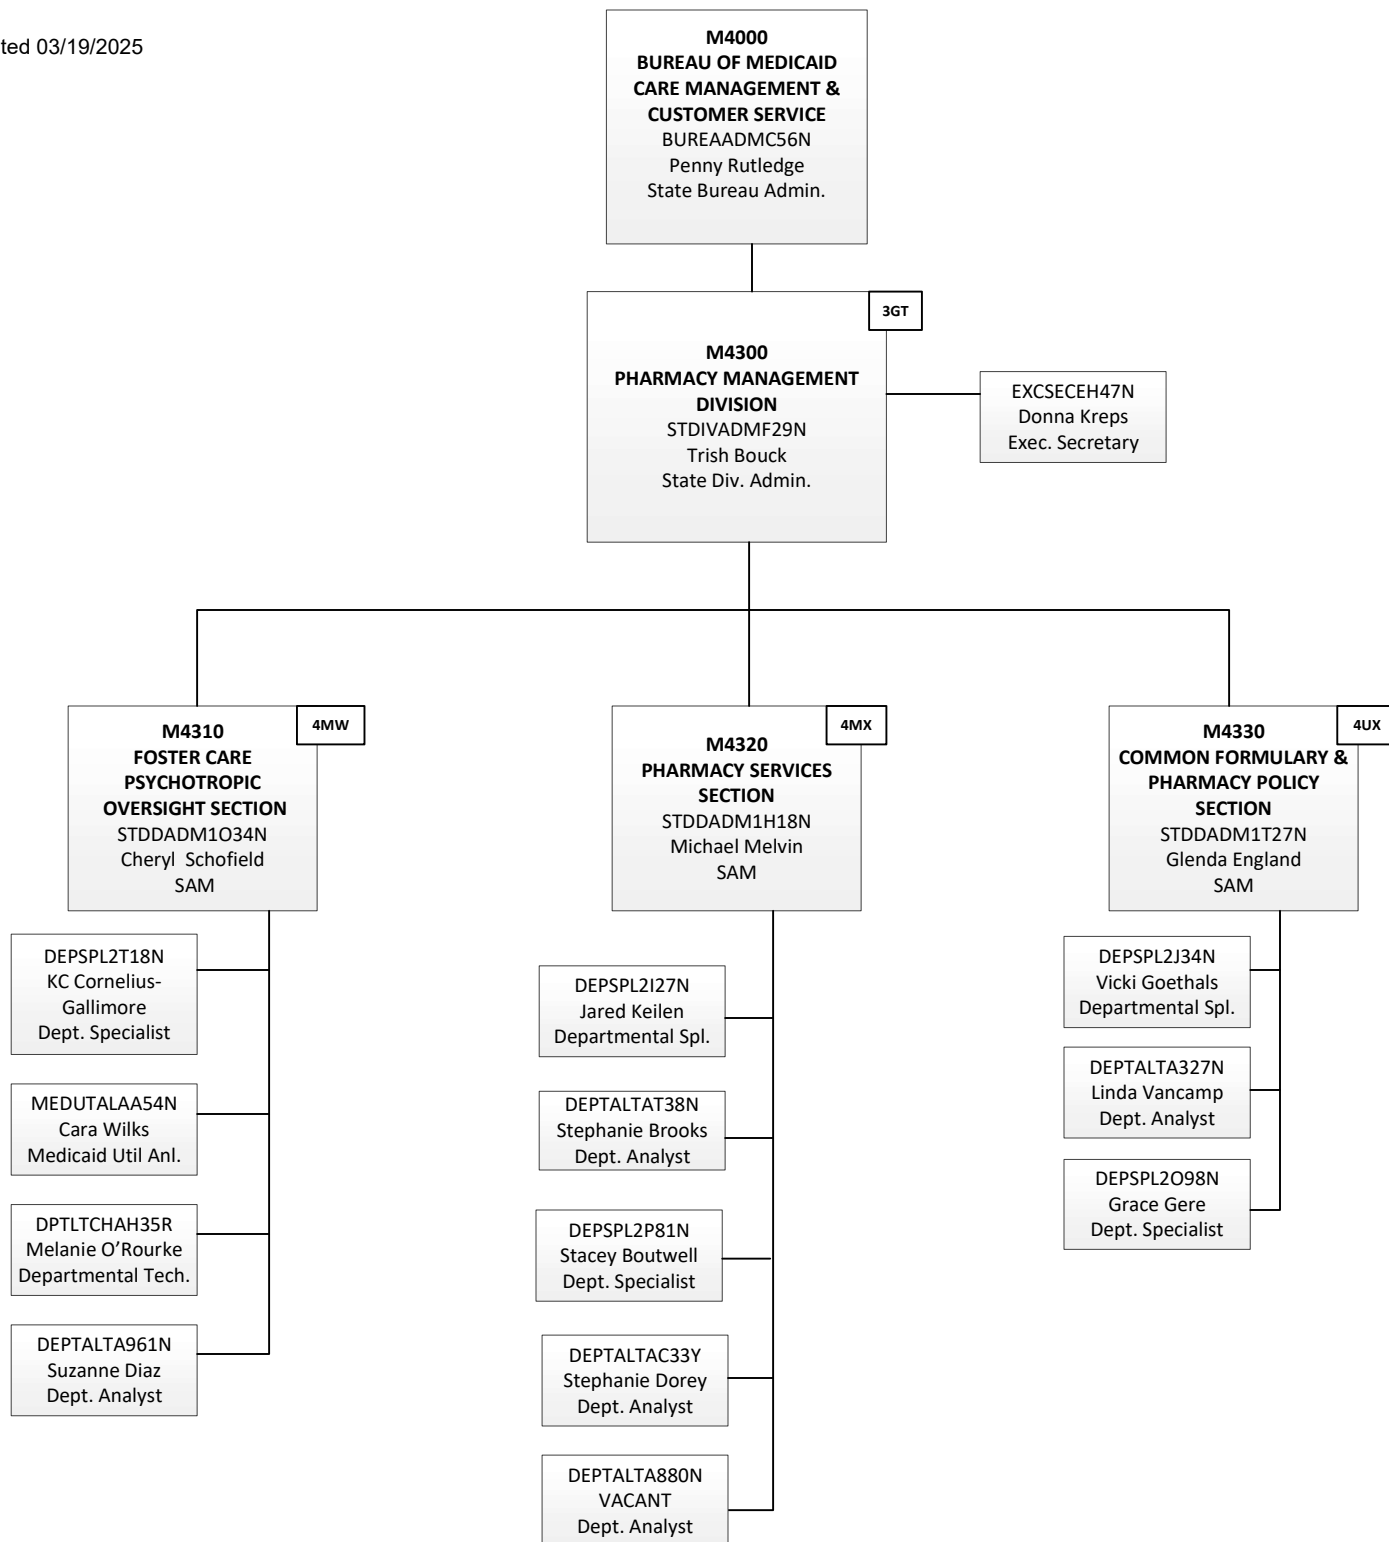 ted 03/19/2025
M4000
BUREAU OF MEDICAID
CARE MANAGEMENT &
CUSTOMER SERVICE
BUREAADMC56N
Penny Rutledge
State Bureau Admin.
3GT
M4300
PHARMACY MANAGEMENT
DIVISION
STDIVADMF29N
Trish Bouck
State Div. Admin.
EXCSECEH47N
Donna Kreps
Exec. Secretary
4MW
M4310
FOSTER CARE
PSYCHOTROPIC
OVERSIGHT SECTION
STDDADM1O34N
Cheryl Schofield
SAM
DEPSPL2T18N
KC Cornelius-
Gallimore
Dept. Specialist
MEDUTALAA54N
Cara Wilks
Medicaid Util Anl.
DPTLTCHAH35R
Melanie O’Rourke
Departmental Tech.
DEPTALTA961N
Suzanne Diaz
Dept. Analyst
4MX
M4320
PHARMACY SERVICES
SECTION
STDDADM1H18N
Michael Melvin
SAM
DEPSPL2I27N
Jared Keilen
Departmental Spl.
DEPTALTAT38N
Stephanie Brooks
Dept. Analyst
DEPSPL2P81N
Stacey Boutwell
Dept. Specialist
DEPTALTAC33Y
Stephanie Dorey
Dept. Analyst
DEPTALTA880N
VACANT
Dept. Analyst
4UX
M4330
COMMON FORMULARY &
PHARMACY POLICY
SECTION
STDDADM1T27N
Glenda England
SAM
DEPSPL2J34N
Vicki Goethals
Departmental Spl.
DEPTALTA327N
Linda Vancamp
Dept. Analyst
DEPSPL2O98N
Grace Gere
Dept. Specialist